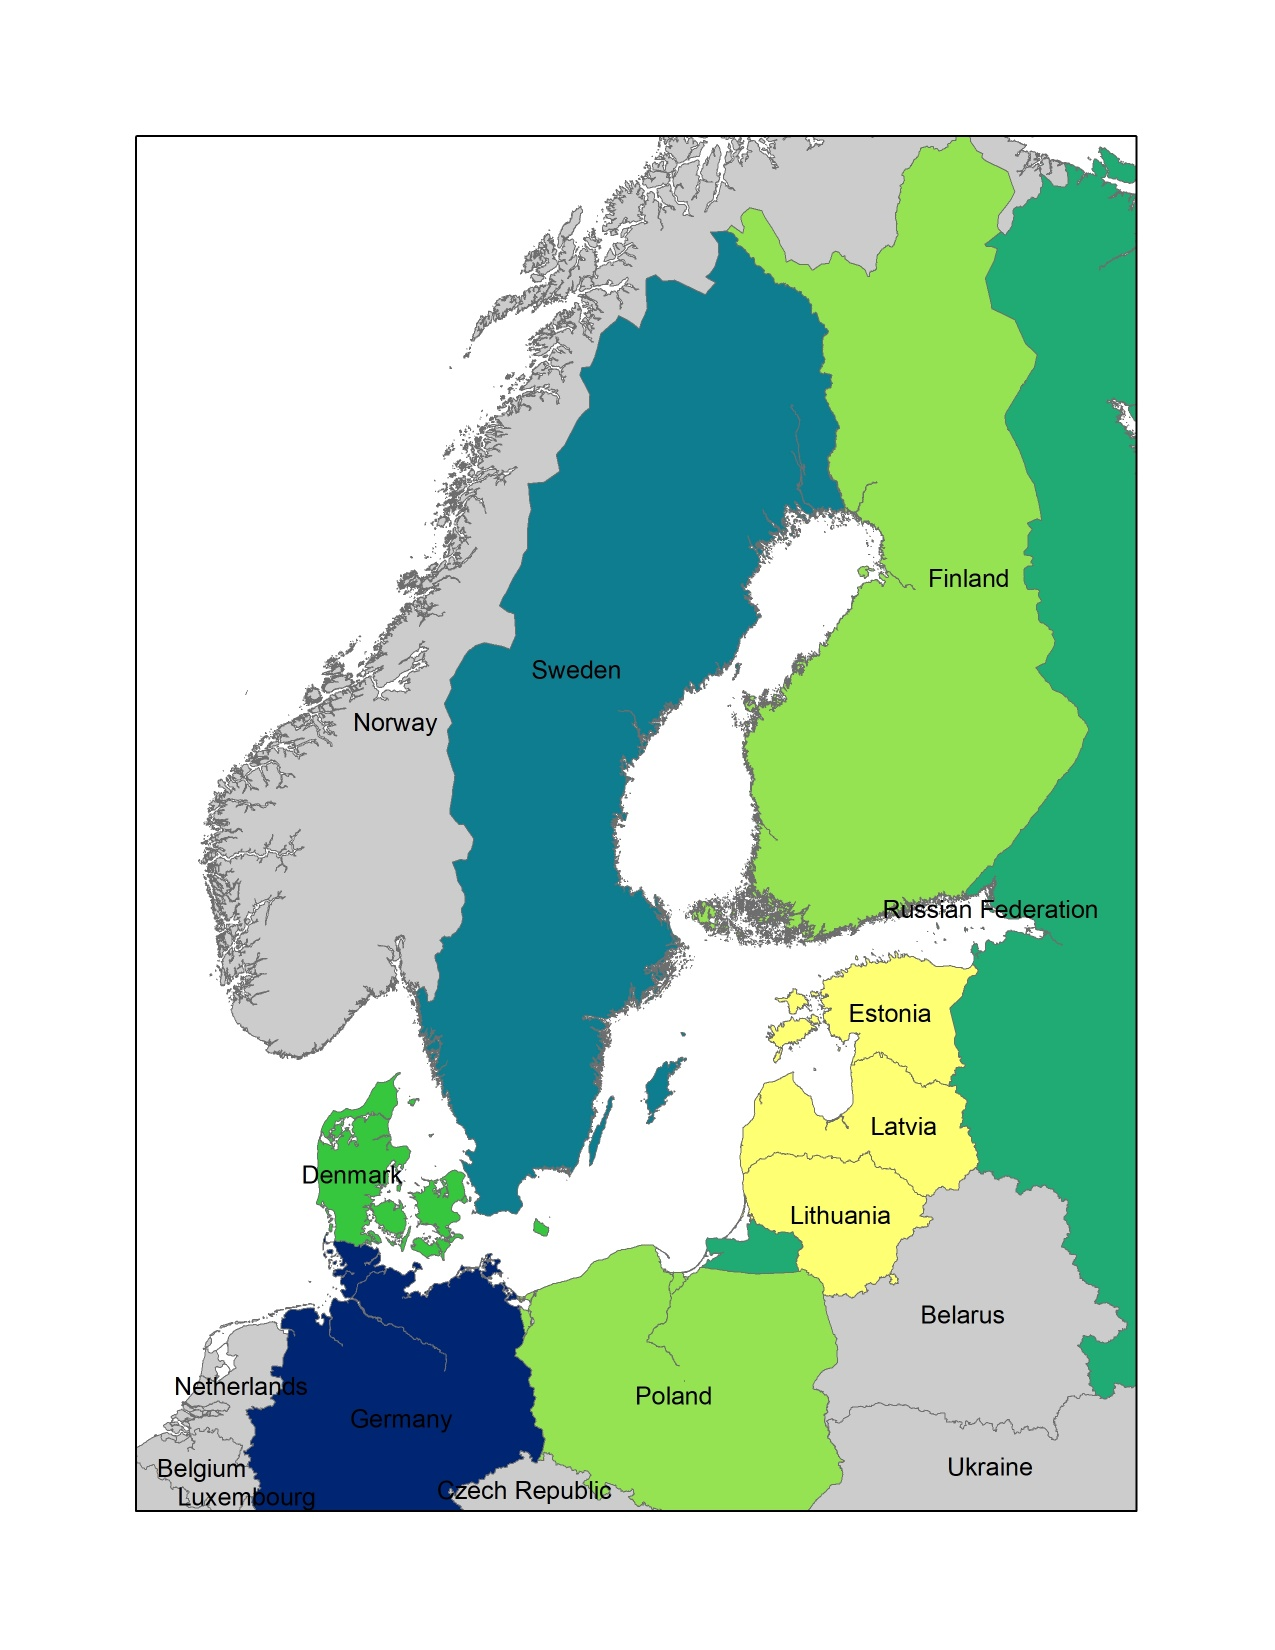 Finland
Sweden
Norway
Russian Federation
Estonia
Latvia
Denmark
Lithuania
Belarus
Netherlands
Poland
Germany
Ukraine
Belgium
Czech Republic
Luxembourg